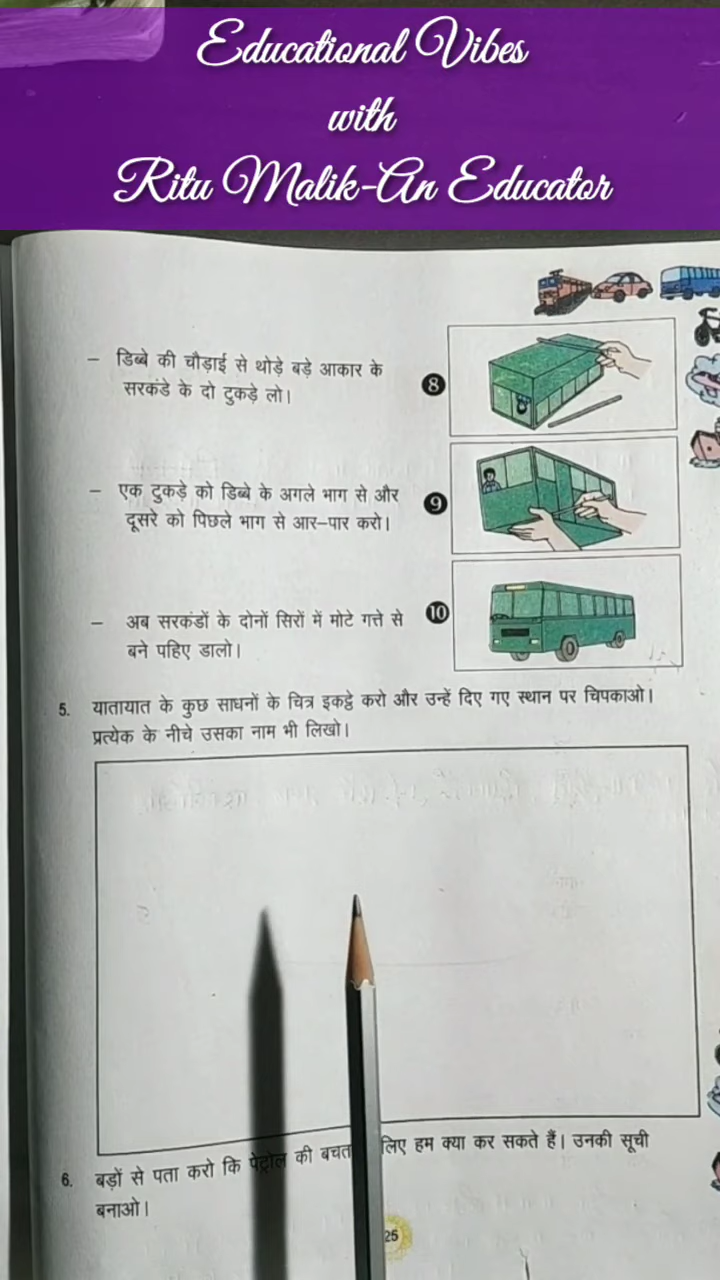 Educational Vibes
with
Ritu Malik-An Educator
– डिब्बे की चौड़ाई से थोड़े बड़े आकार के
सरकंडे के दो टुकड़े लो।
8
– एक टुकड़े को डिब्बे के अगले भाग से और
दूसरे को पिछले भाग से आर-पार करो।
9
– अब सरकंडों के दोनों सिरों में मोटे गत्ते से
बने पहिए डालो।
10
5. यातायात के कुछ साधनों के चित्र इकट्ठे करो और उन्हें दिए गए स्थान पर चिपकाओ।
प्रत्येक के नीचे उसका नाम भी लिखो।
6. बड़ों से पता करो कि पेट्रोल की बचत लिए हम क्या कर सकते हैं। उनकी सूची
बनाओ।
25